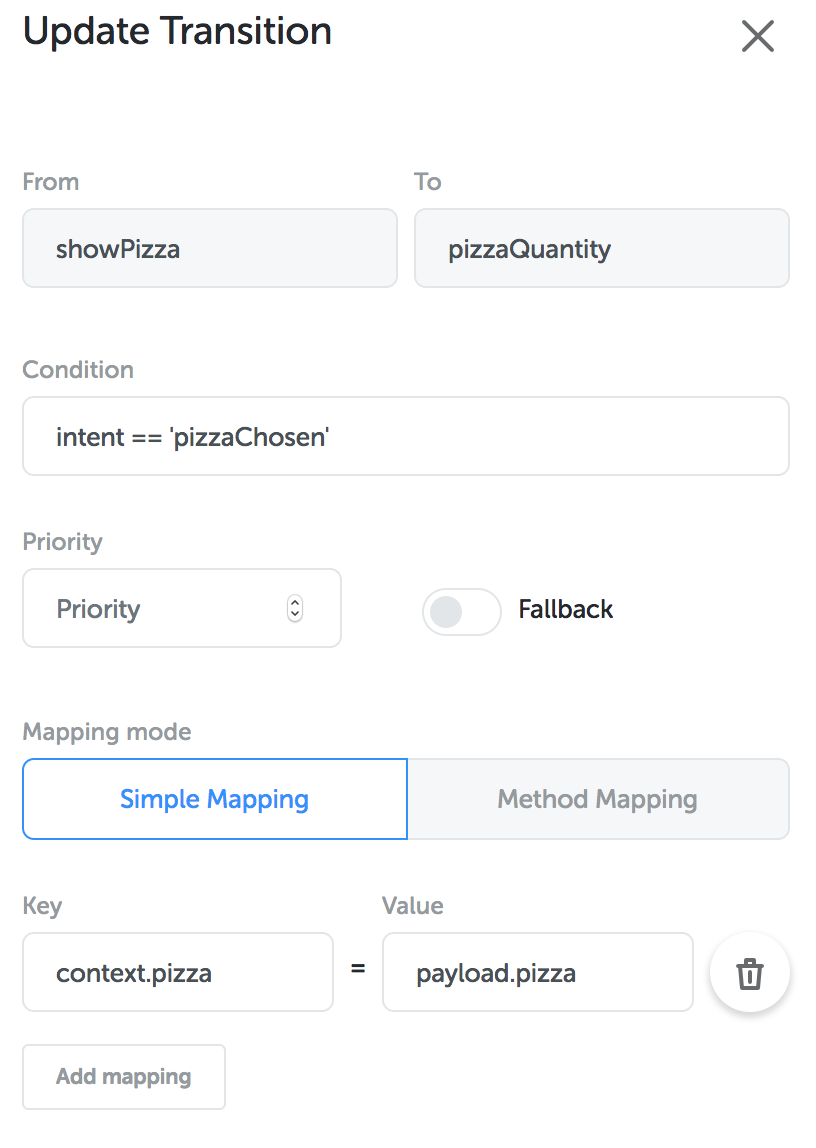 Update Transition
From
To
showPizza
pizzaQuantity
Condition
intent == 'pizzaChosen'
Priority
Priority
Fallback
Mapping mode
Simple Mapping
Method Mapping
Key
Value
context.pizza
=
payload.pizza
Add mapping